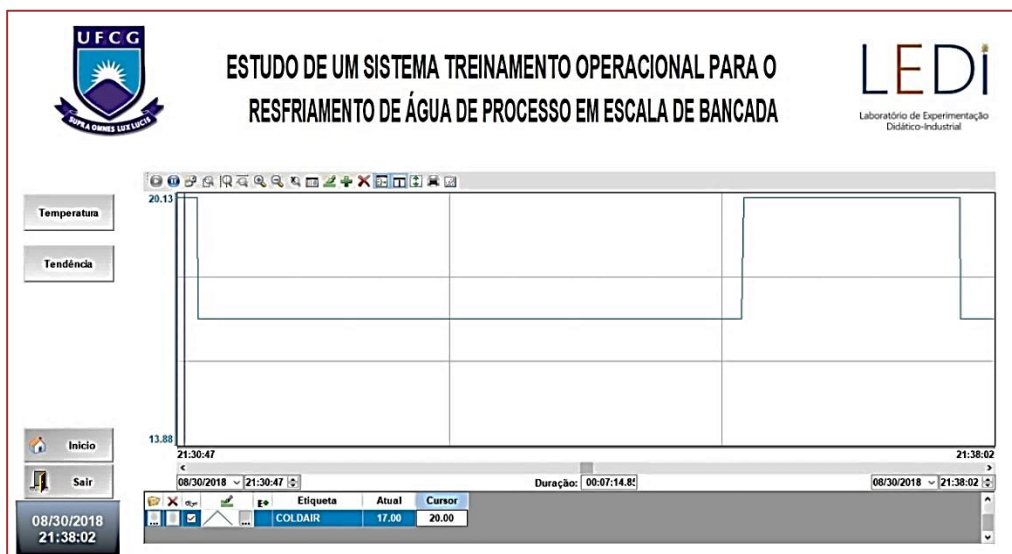 UFCG
SUPRA OMNES LUX LUCIS
ESTUDO DE UM SISTEMA TREINAMENTO OPERACIONAL PARA O
RESFRIAMENTO DE ÁGUA DE PROCESSO EM ESCALA DE BANCADA
LEDi
Laboratório de Experimentação
Didático-Industrial
Temperatura
Tendência
20.13
13.88
21:30:47
21:38:02
08/30/2018 21:30:47
Duração: 00:07:14.85
08/30/2018 21:38:02
Inicio
Sair
08/30/2018
21:38:02
Etiqueta Atual Cursor
COLDAIR 17.00 20.00